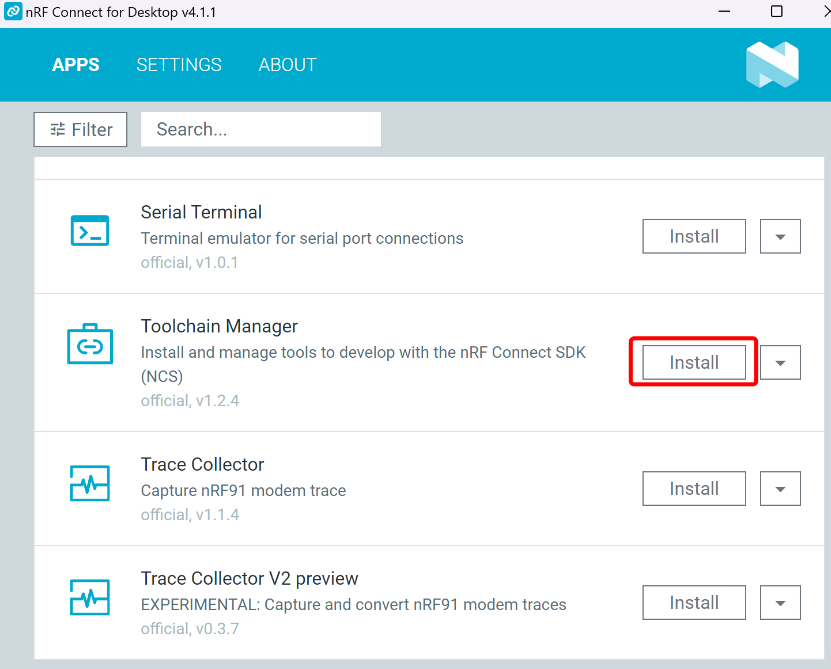 nRF Connect for Desktop v4.1.1
APPS SETTINGS ABOUT
Filter Search...
Serial Terminal
Terminal emulator for serial port connections
official, v1.0.1
Install
Toolchain Manager
Install and manage tools to develop with the nRF Connect SDK
(NCS)
official, v1.2.4
Install
Trace Collector
Capture nRF91 modem trace
official, v1.1.4
Install
Trace Collector V2 preview
EXPERIMENTAL: Capture and convert nRF91 modem traces
official, v0.3.7
Install